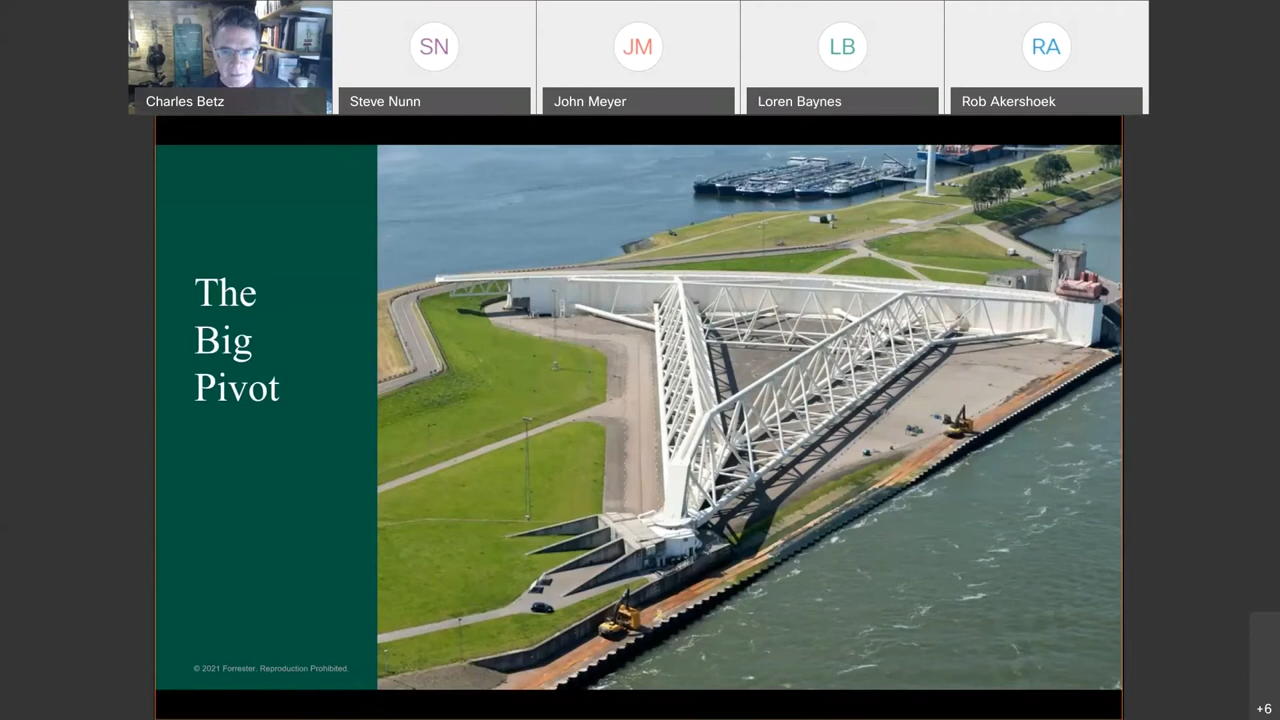 SN
JM
LB
RA
Charles Betz
Steve Nunn
John Meyer
Loren Baynes
Rob Akershoek
The
Big
Pivot
© 2021 Forrester. Reproduction Prohibited.
+6